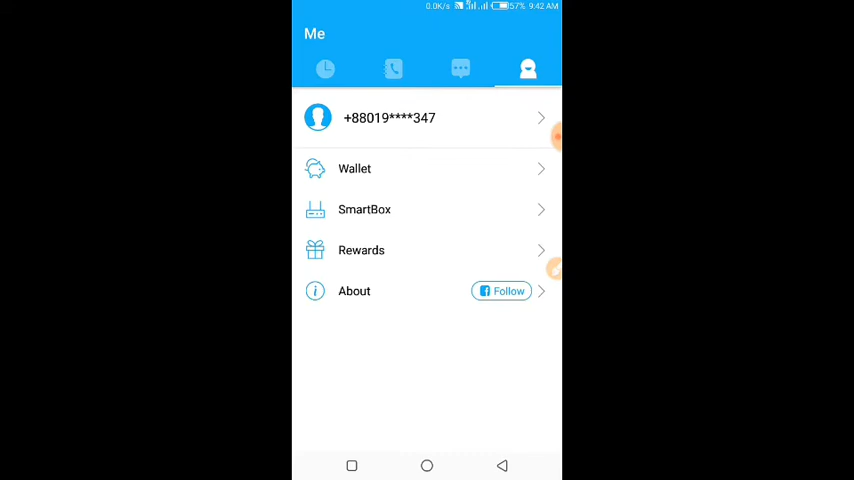 0.0K/s 57% 9:42 AM
Me
+88019****347
Wallet
SmartBox
Rewards
About Follow